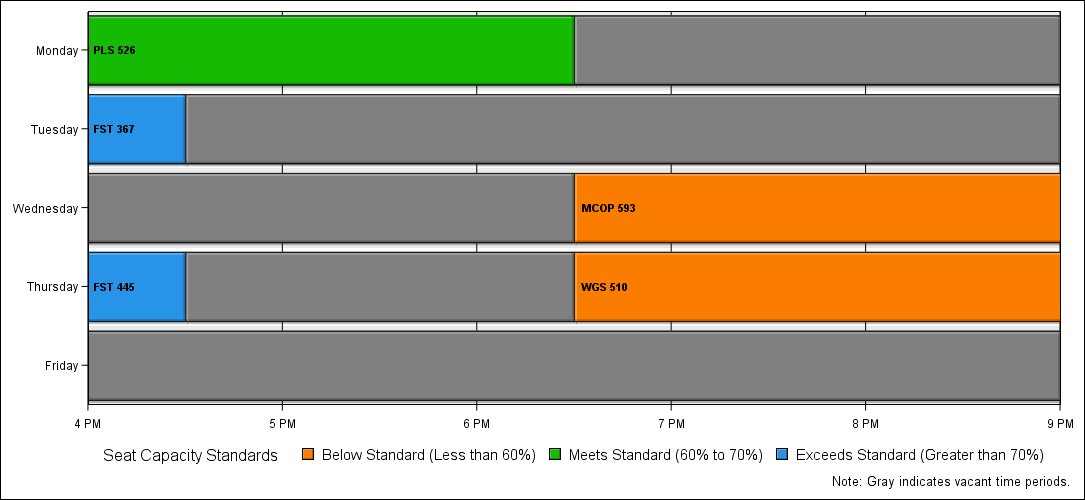 Monday
PLS 526
Tuesday
FST 367
Wednesday
MCOP 593
Thursday
FST 445
WGS 510
Friday
4 PM
5 PM
6 PM
7 PM
8 PM
9 PM
Seat Capacity Standards
Below Standard (Less than 60%)
Meets Standard (60% to 70%)
Exceeds Standard (Greater than 70%)
Note: Gray indicates vacant time periods.